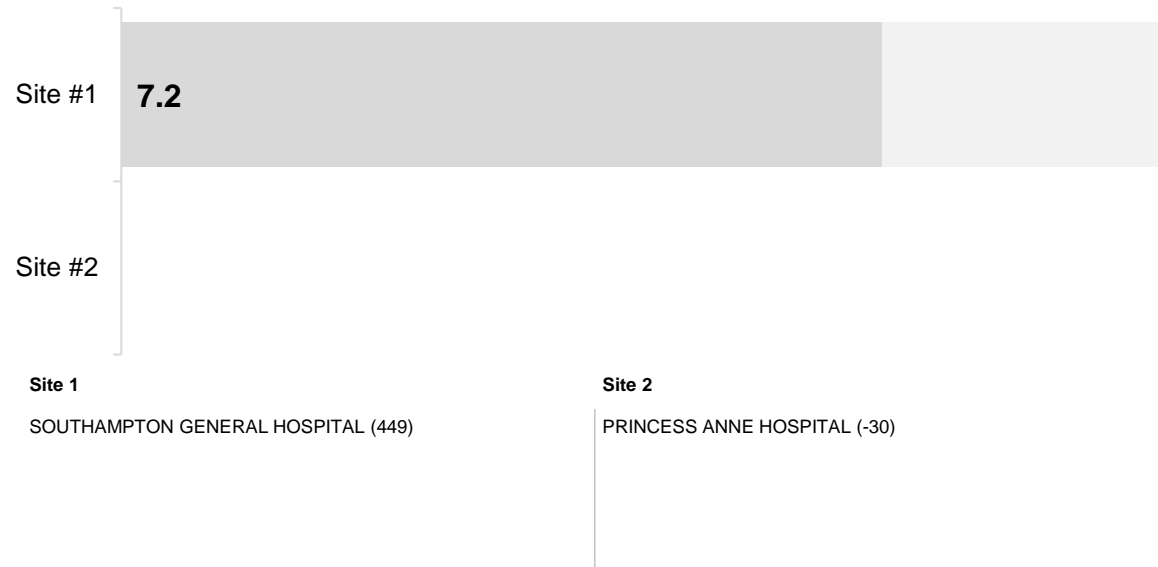 Site #1
7.2
Site #2
Site 1
SOUTHAMPTON GENERAL HOSPITAL (449)
Site 2
PRINCESS ANNE HOSPITAL (-30)